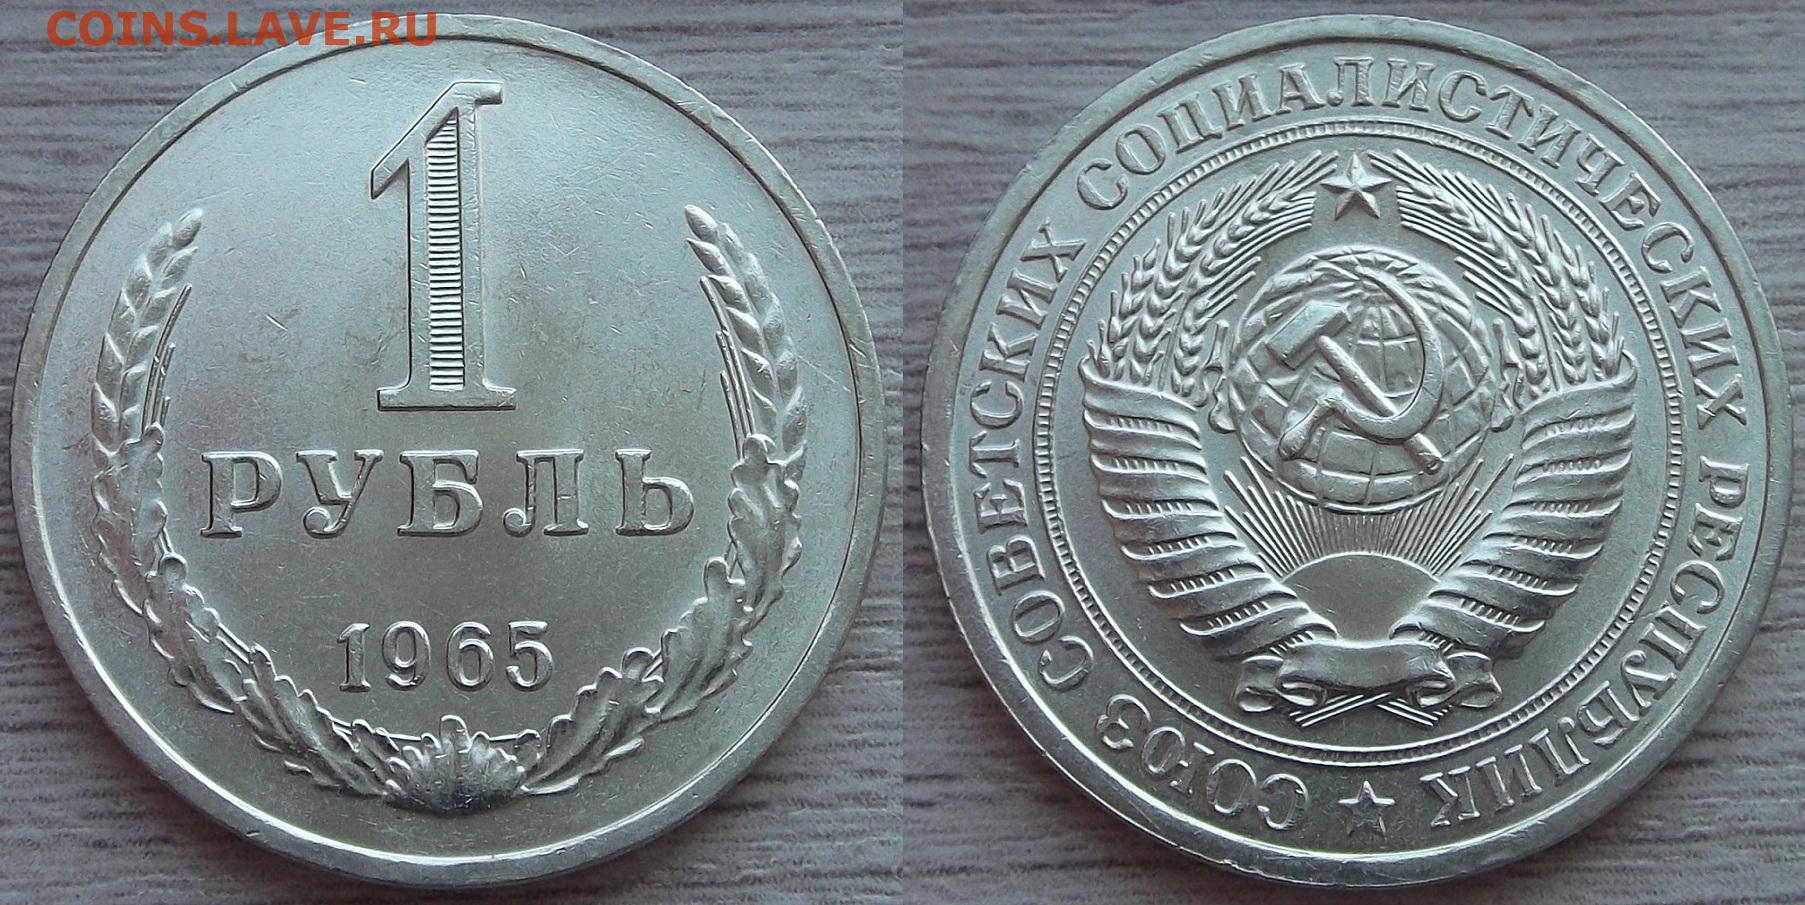 COINS.LAVE.RU
1
РУБЛЬ
1965
СОЮЗ СОВЕТСКИХ СОЦИАЛИСТИЧЕСКИХ РЕСПУБЛИК